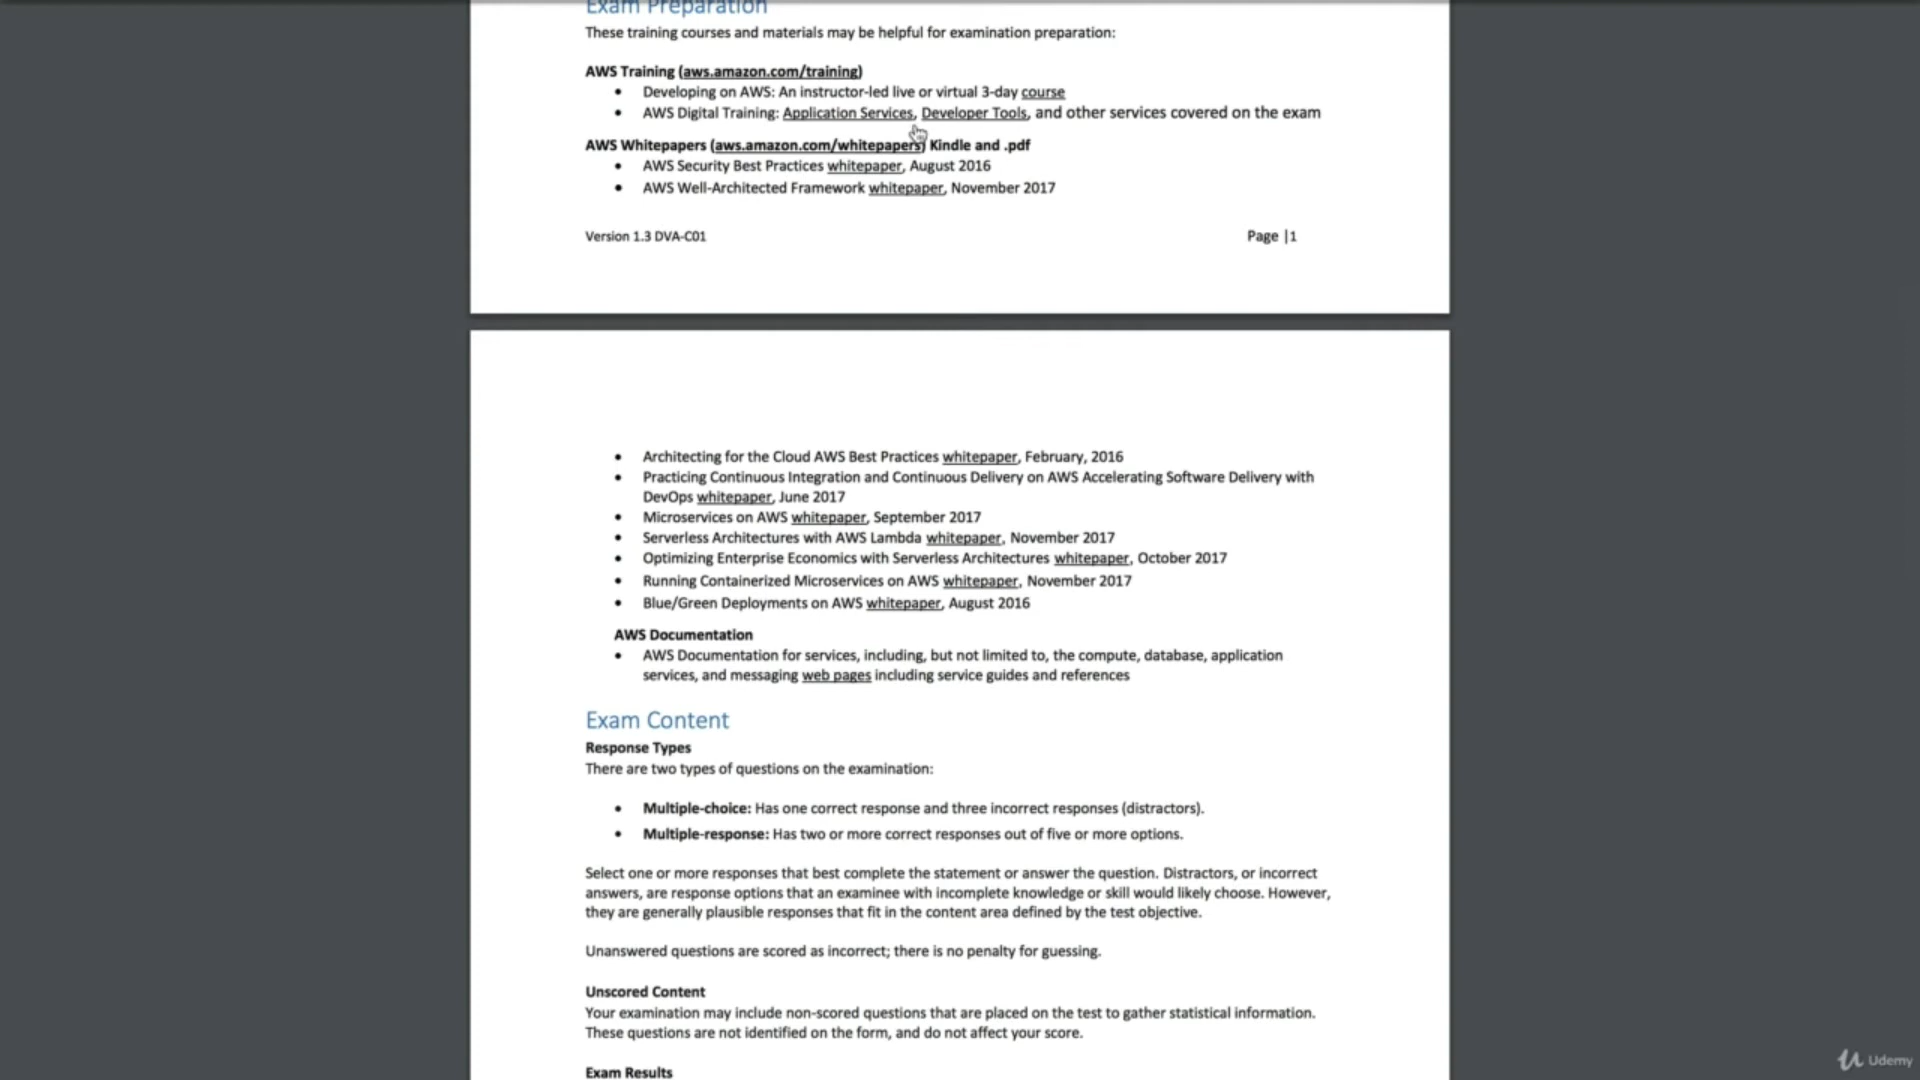 Exam Preparation
These training courses and materials may be helpful for examination preparation:
AWS Training (aws.amazon.com/training)
• Developing on AWS: An instructor-led live or virtual 3-day course
• AWS Digital Training: Application Services, Developer Tools, and other services covered on the exam
AWS Whitepapers (aws.amazon.com/whitepapers) Kindle and .pdf
• AWS Security Best Practices whitepaper, August 2016
• AWS Well-Architected Framework whitepaper, November 2017
Version 1.3 DVA-C01 Page |1
• Architecting for the Cloud AWS Best Practices whitepaper, February, 2016
• Practicing Continuous Integration and Continuous Delivery on AWS Accelerating Software Delivery with
DevOps whitepaper, June 2017
• Microservices on AWS whitepaper, September 2017
• Serverless Architectures with AWS Lambda whitepaper, November 2017
• Optimizing Enterprise Economics with Serverless Architectures whitepaper, October 2017
• Running Containerized Microservices on AWS whitepaper, November 2017
• Blue/Green Deployments on AWS whitepaper, August 2016
AWS Documentation
• AWS Documentation for services, including, but not limited to, the compute, database, application
services, and messaging web pages including service guides and references
Exam Content
Response Types
There are two types of questions on the examination:
• Multiple-choice: Has one correct response and three incorrect responses (distractors).
• Multiple-response: Has two or more correct responses out of five or more options.
Select one or more responses that best complete the statement or answer the question. Distractors, or incorrect
answers, are response options that an examinee with incomplete knowledge or skill would likely choose. However,
they are generally plausible responses that fit in the content area defined by the test objective.
Unanswered questions are scored as incorrect; there is no penalty for guessing.
Unscored Content
Your examination may include non-scored questions that are placed on the test to gather statistical information.
These questions are not identified on the form, and do not affect your score.
Exam Results
Udemy